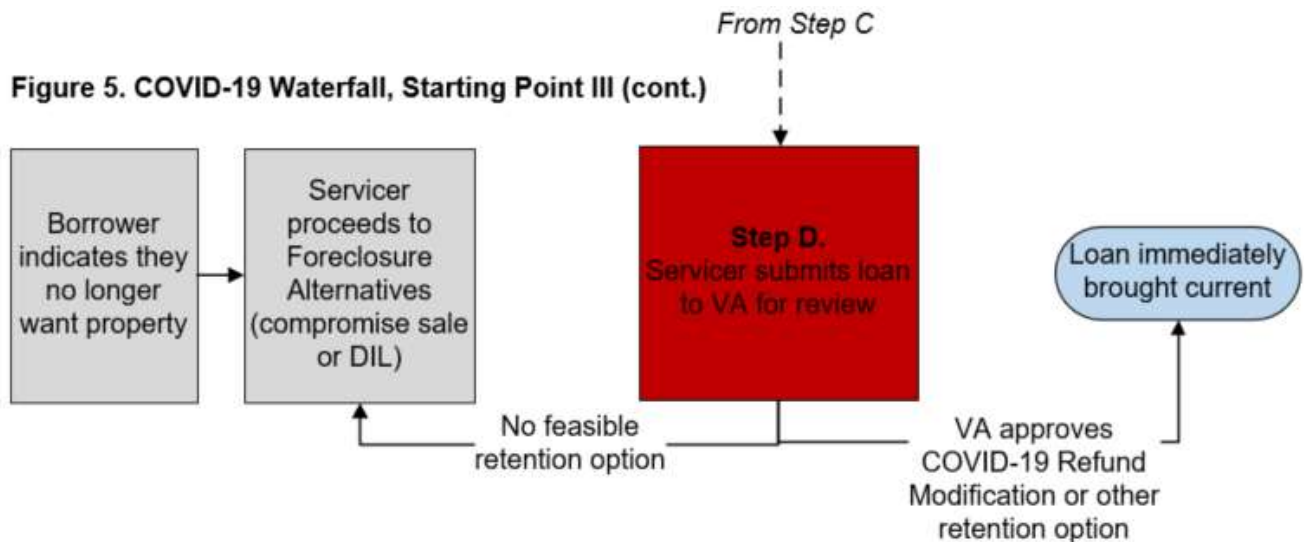 From Step C
Figure 5. COVID-19 Waterfall, Starting Point III (cont.)
Borrower
indicates they
no longer
want property
Servicer
proceeds to
Foreclosure
Alternatives
(compromise sale
or DIL)
Step D.
Servicer submits loan
to VA for review
Loan immediately
brought current
No feasible
retention option
VA approves
COVID-19 Refund
Modification or other
retention option